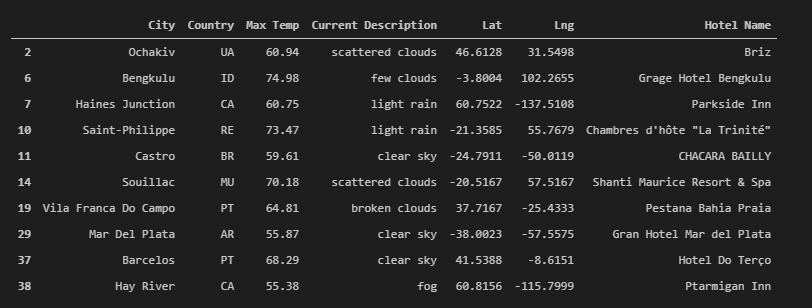 City Country Max Temp Current Description Lat Lng Hotel Name
2 Ochakiv UA 60.94 scattered clouds 46.6128 31.5498 Briz
6 Bengkulu ID 74.98 few clouds -3.8004 102.2655 Grage Hotel Bengkulu
7 Haines Junction CA 60.75 light rain 60.7522 -137.5108 Parkside Inn
10 Saint-Philippe RE 73.47 light rain -21.3585 55.7679 Chambres d'hôte "La Trinité"
11 Castro BR 59.61 clear sky -24.7911 -50.0119 CHACARA BAILLY
14 Souillac MU 70.18 scattered clouds -20.5167 57.5167 Shanti Maurice Resort & Spa
19 Vila Franca Do Campo PT 64.81 broken clouds 37.7167 -25.4333 Pestana Bahia Praia
29 Mar Del Plata AR 55.87 clear sky -38.0023 -57.5575 Gran Hotel Mar del Plata
37 Barcelos PT 68.29 clear sky 41.5388 -8.6151 Hotel Do Terço
38 Hay River CA 55.38 fog 60.8156 -115.7999 Ptarmigan Inn